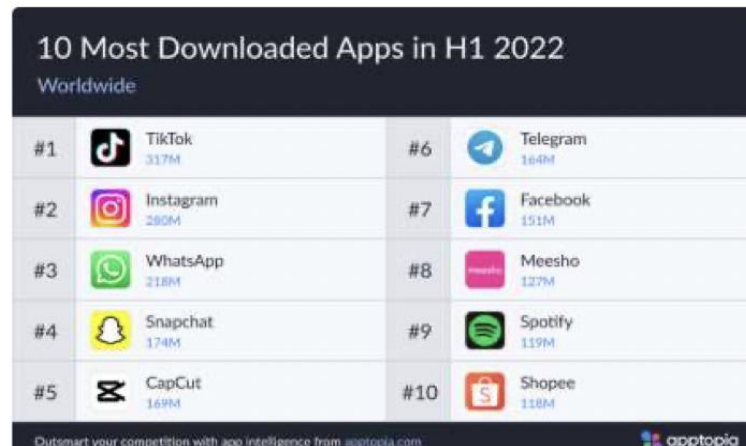 10 Most Downloaded Apps in H1 2022
Worldwide
#1 TikTok
317M
#2 Instagram
280M
#3 WhatsApp
218M
#4 Snapchat
174M
#5 CapCut
169M
#6 Telegram
164M
#7 Facebook
151M
#8 meesho Meesho
127M
#9 Spotify
119M
#10 S Shopee
118M
Outsmart your competition with app intelligence from apptopia.com
apptopia